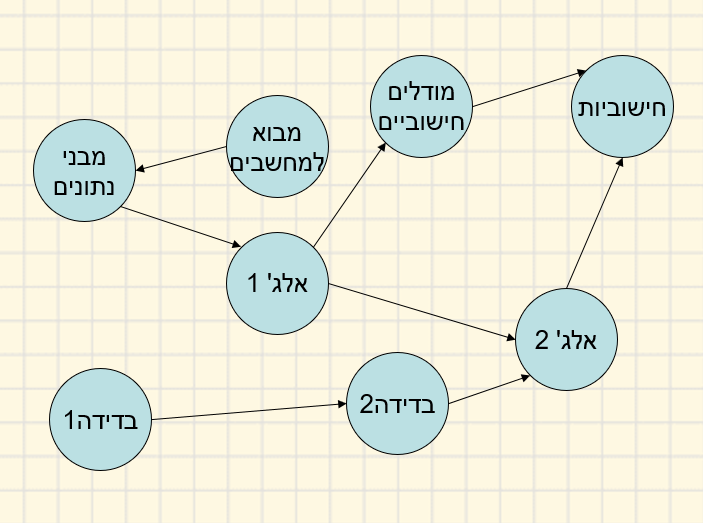 מודלים
חישוביים
חישוביות
מבוא
למחשבים
מבני
נתונים
אלג' 1
אלג' 2
בדידה2
בדידה1